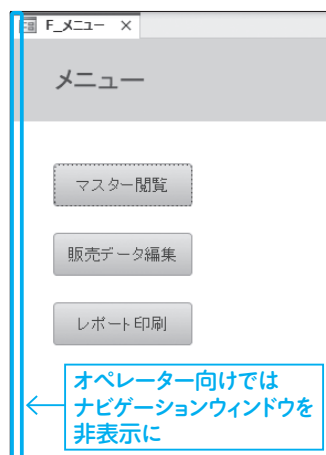 F_メニュー ×
メニュー
マスター閲覧
販売データ編集
レポート印刷
オペレーター向けでは
ナビゲーションウィンドウを
非表示に